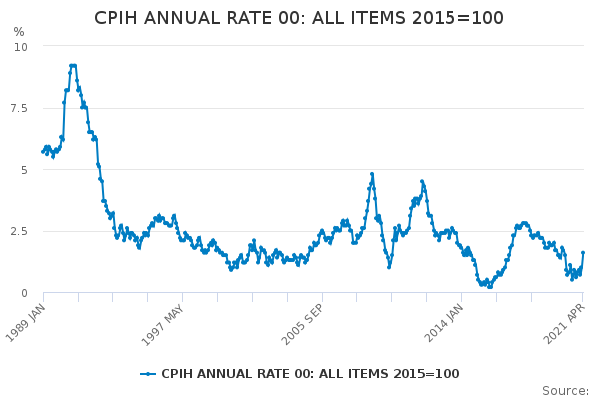 CPIH ANNUAL RATE 00: ALL ITEMS 2015=100
%
10
7.5
5
2.5
0
1989 JAN
1997 MAY
2005 SEP
2014 JAN
2021 APR
CPIH ANNUAL RATE 00: ALL ITEMS 2015=100
Source: